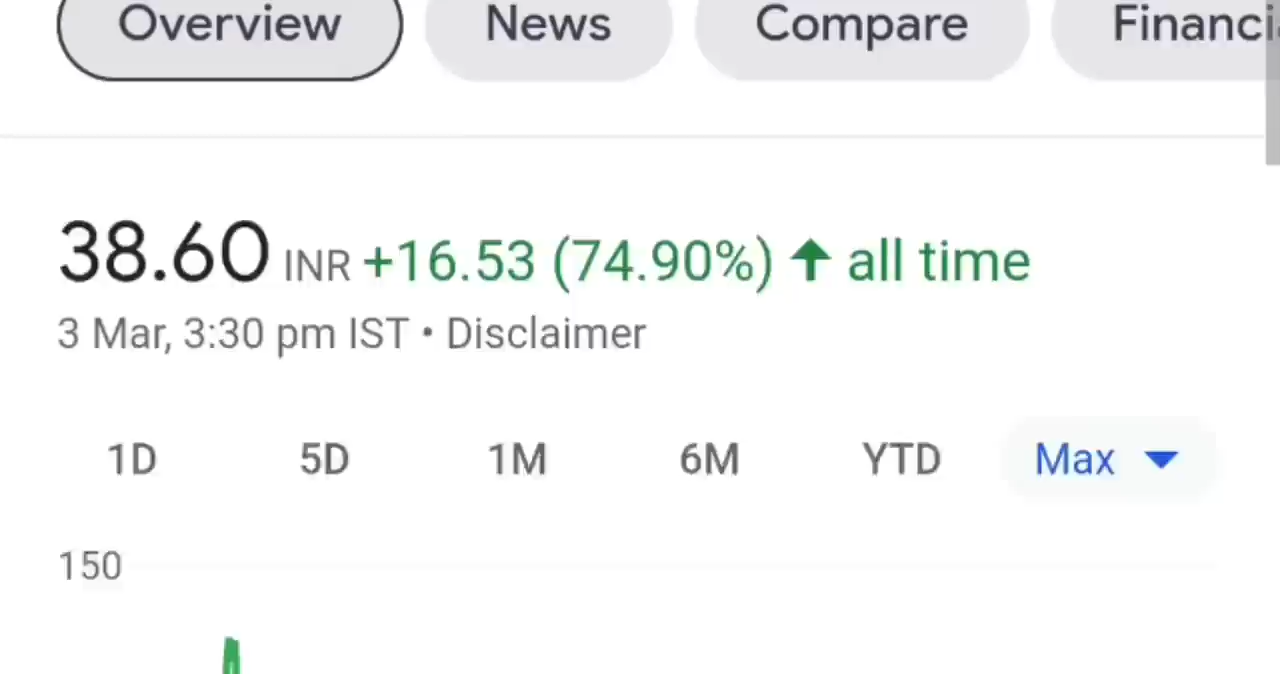 Overview News Compare
38.60 INR +16.53 (74.90%) ↑ all time
3 Mar, 3:30 pm IST • Disclaimer
1D 5D 1M 6M YTD Max
150